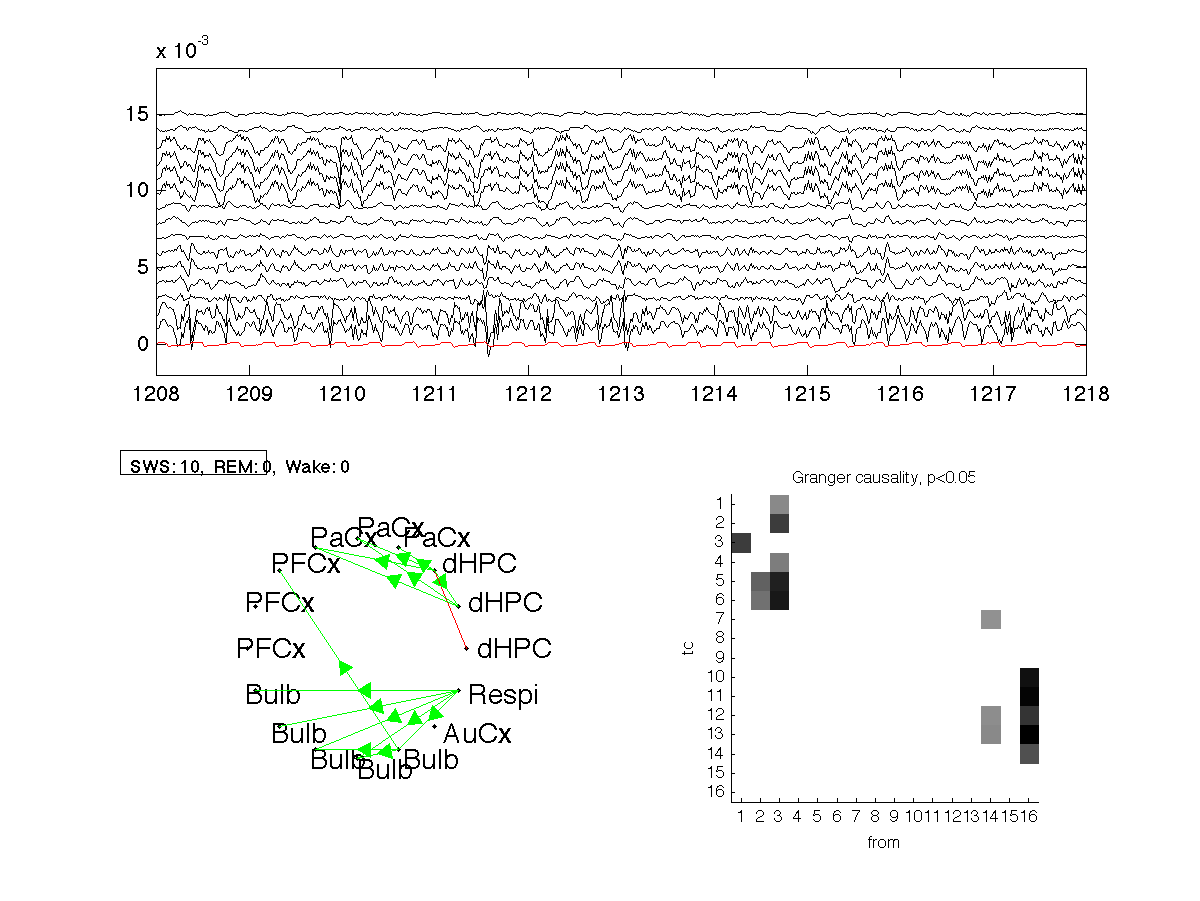 x 10-3
15
10
5
0
1208 1209 1210 1211 1212 1213 1214 1215 1216 1217 1218
SWS:10, REM:0, Wake:0
Granger causality, p<0.05
PaCx
PaCx PaCx
PFCx dHPC
PFCx dHPC
PFCx dHPC
Bulb Respi
Bulb AuCx
Bulb Bulb
Bulb
to
1
2
3
4
5
6
7
8
9
10
11
12
13
14
15
16
1 2 3 4 5 6 7 8 9 10 11 12 13 14 15 16
from